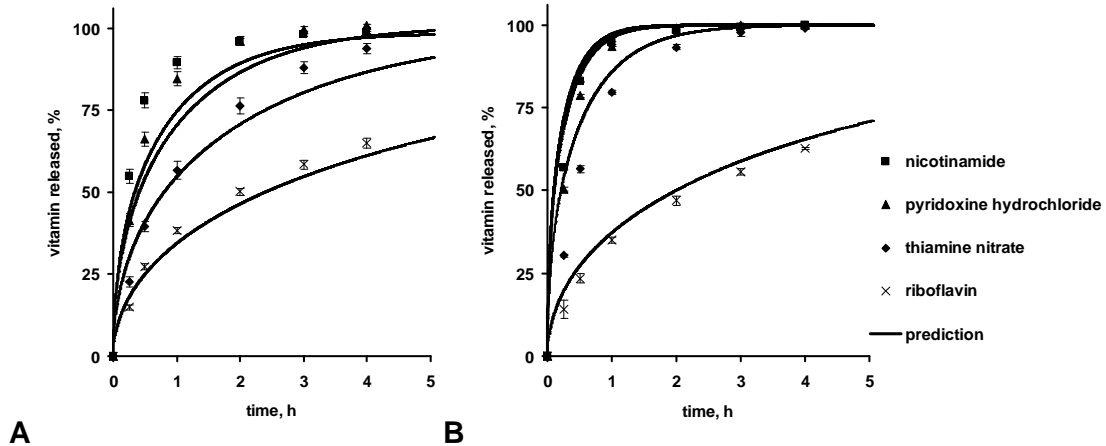 vitamin released, %
100
75
50
25
0
0 1 2 3 4 5
time, h
A
vitamin released, %
100
75
50
25
0
0 1 2 3 4 5
time, h
B
nicotinamide
pyridoxine hydrochloride
thiamine nitrate
riboflavin
prediction